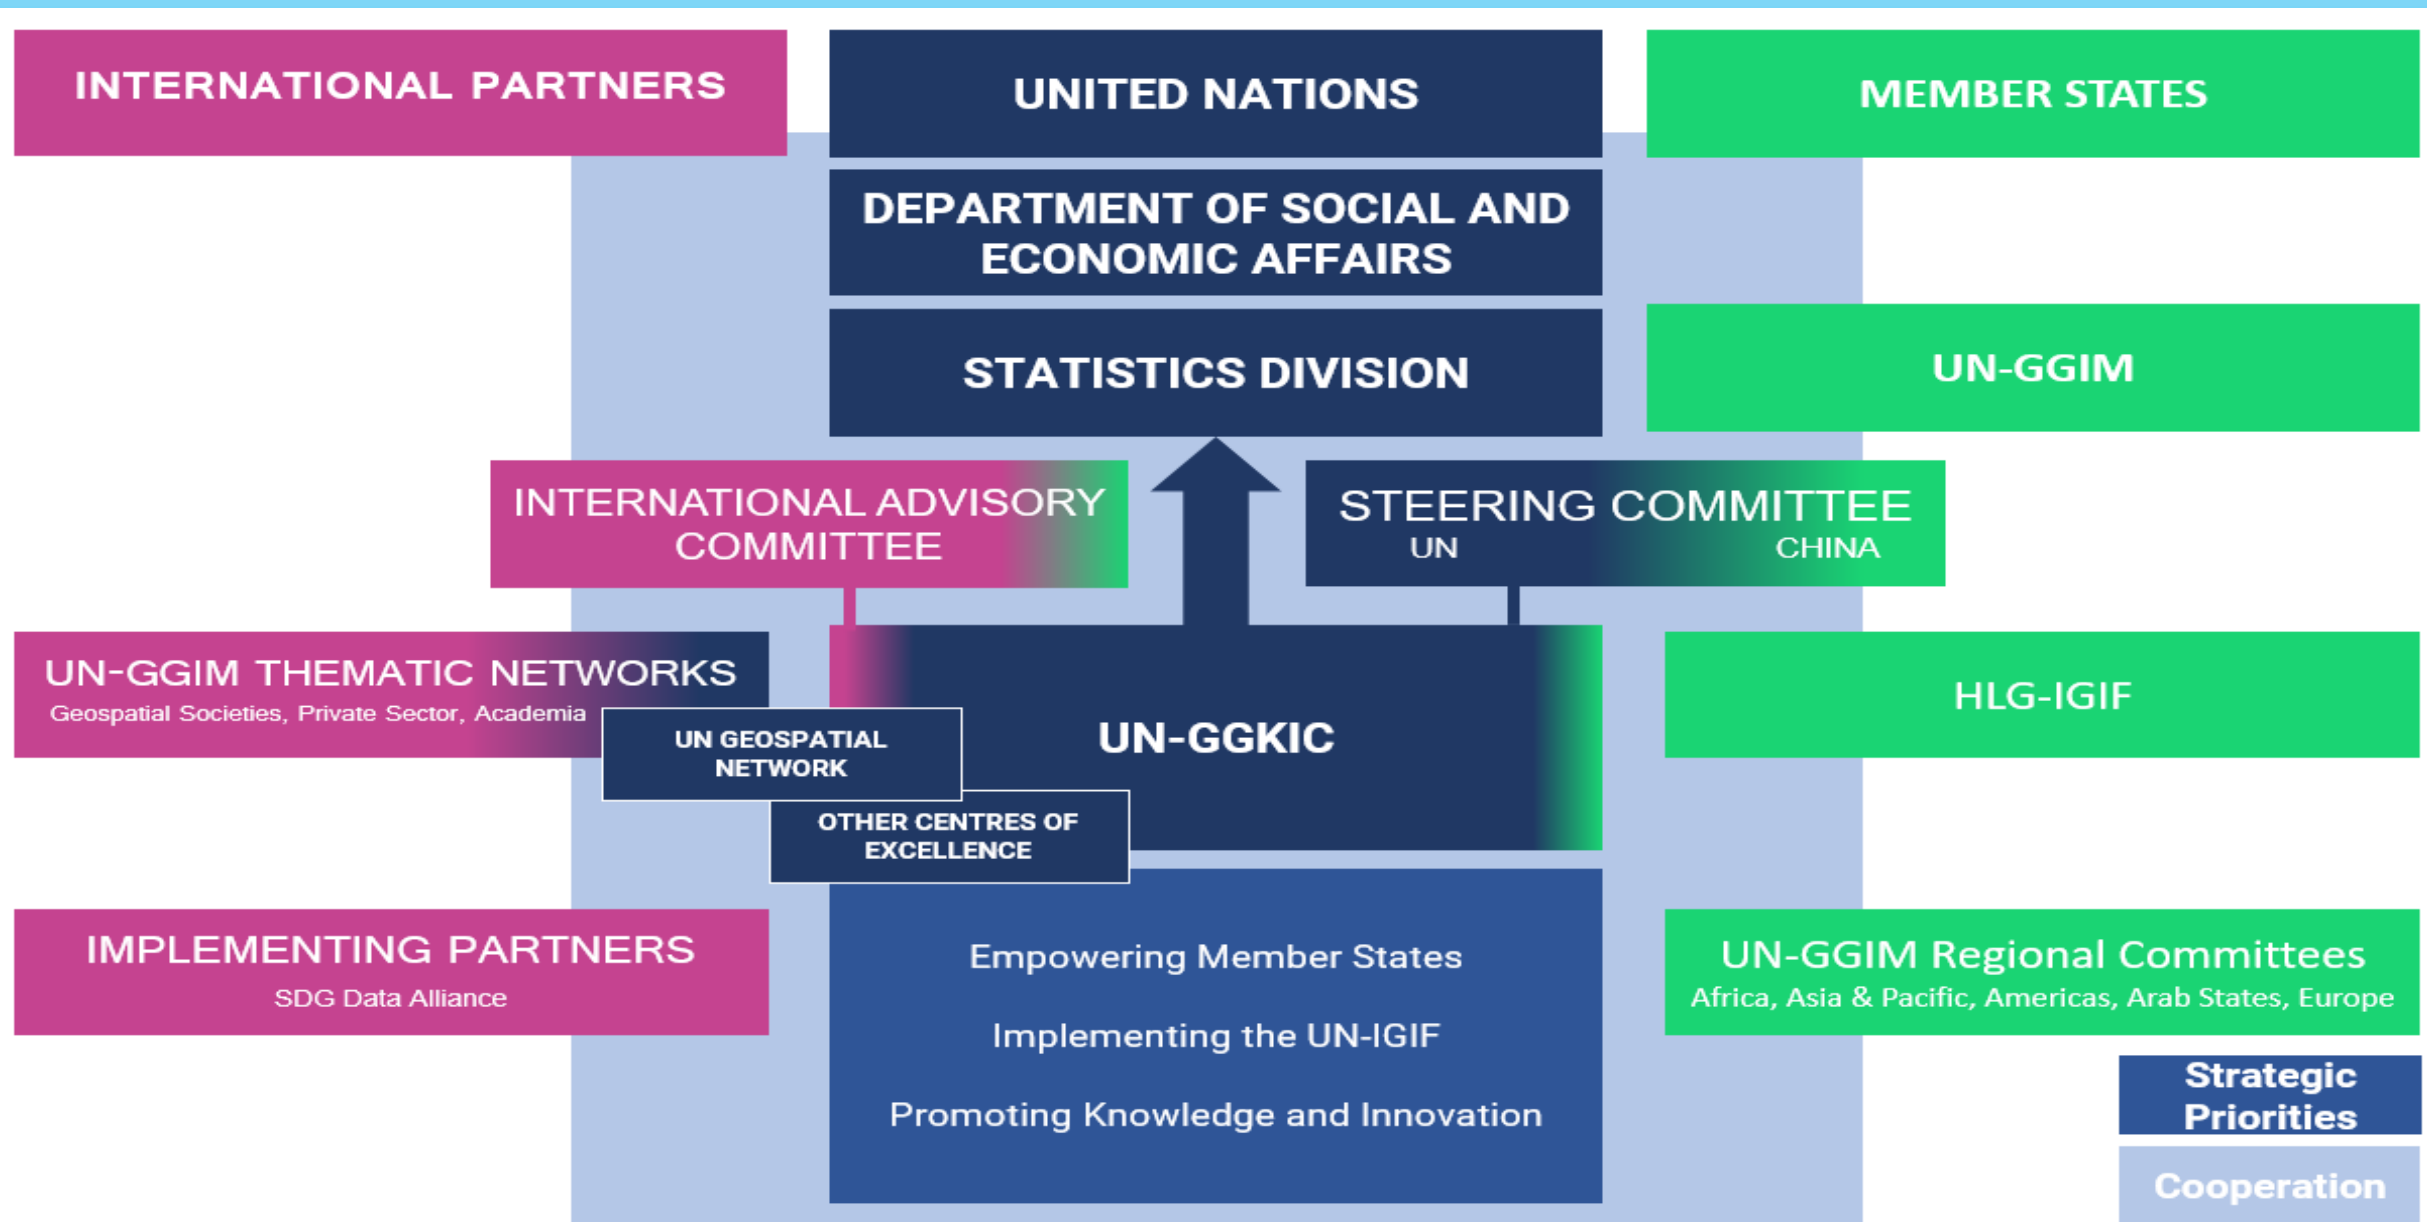 INTERNATIONAL PARTNERS
UNITED NATIONS
MEMBER STATES
DEPARTMENT OF SOCIAL AND
ECONOMIC AFFAIRS
STATISTICS DIVISION
UN-GGIM
INTERNATIONAL ADVISORY
COMMITTEE
STEERING COMMITTEE
UN CHINA
UN-GGIM THEMATIC NETWORKS
Geospatial Societies, Private Sector, Academia
UN GEOSPATIAL
NETWORK
UN-GGKIC
HLG-IGIF
OTHER CENTRES OF
EXCELLENCE
IMPLEMENTING PARTNERS
SDG Data Alliance
Empowering Member States
Implementing the UN-IGIF
Promoting Knowledge and Innovation
UN-GGIM Regional Committees
Africa, Asia & Pacific, Americas, Arab States, Europe
Strategic
Priorities
Cooperation